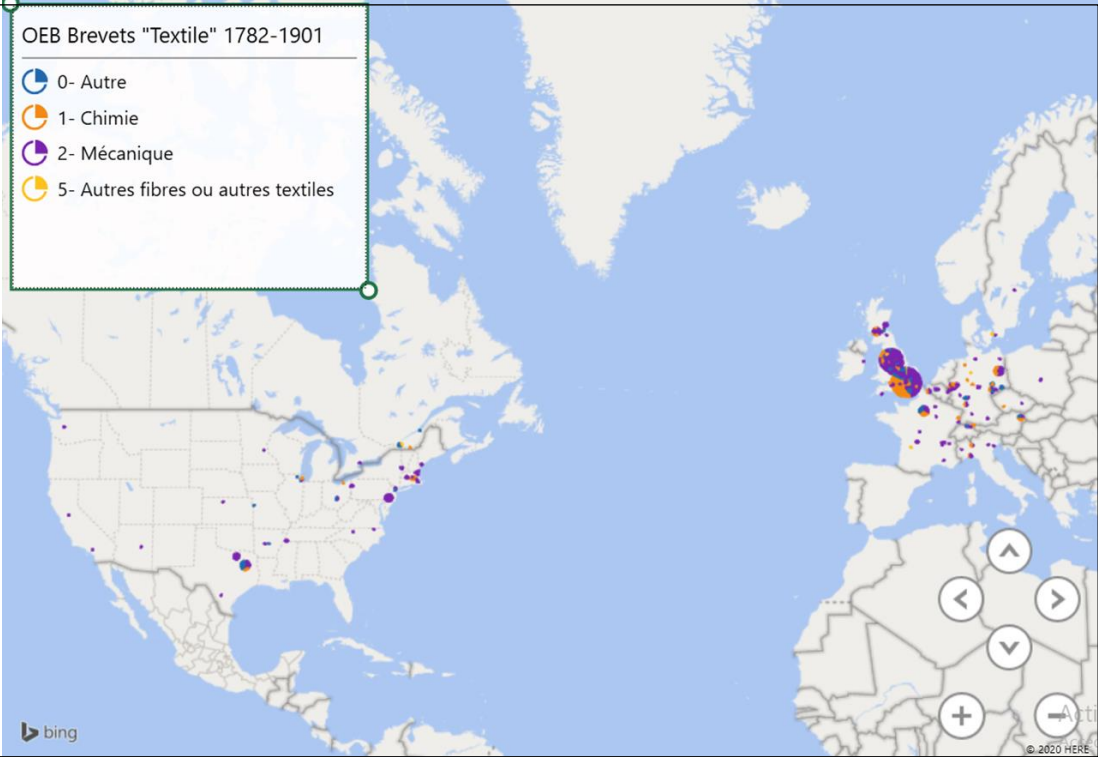 OEB Brevets "Textile" 1782-1901
0- Autre
1- Chimie
2- Mécanique
5- Autres fibres ou autres textiles
bing
Acti
© 2020 HERE